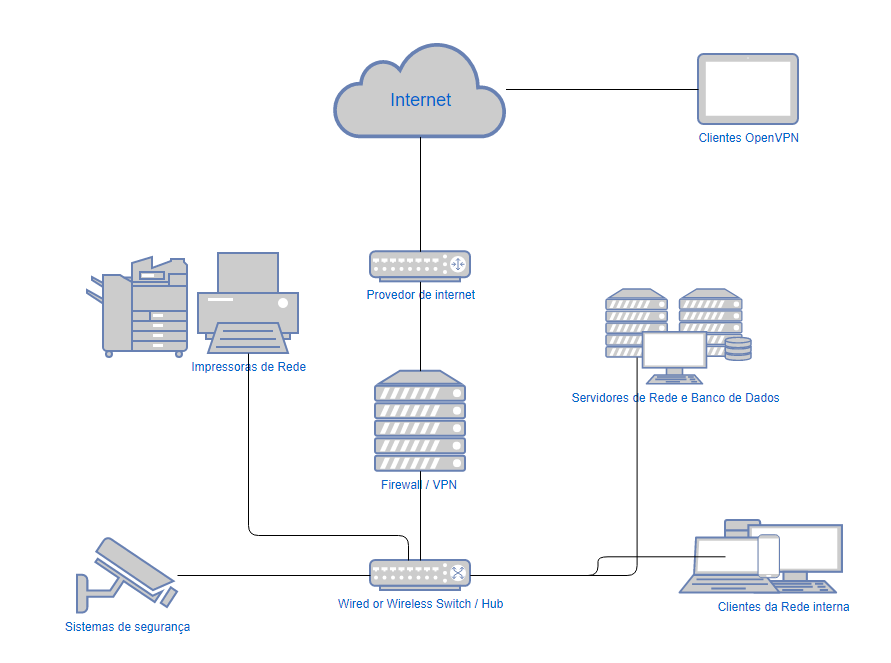 Internet
Clientes OpenVPN
Provedor de internet
Impressoras de Rede
Servidores de Rede e Banco de Dados
Firewall / VPN
Wired or Wireless Switch / Hub
Clientes da Rede interna
Sistemas de segurança